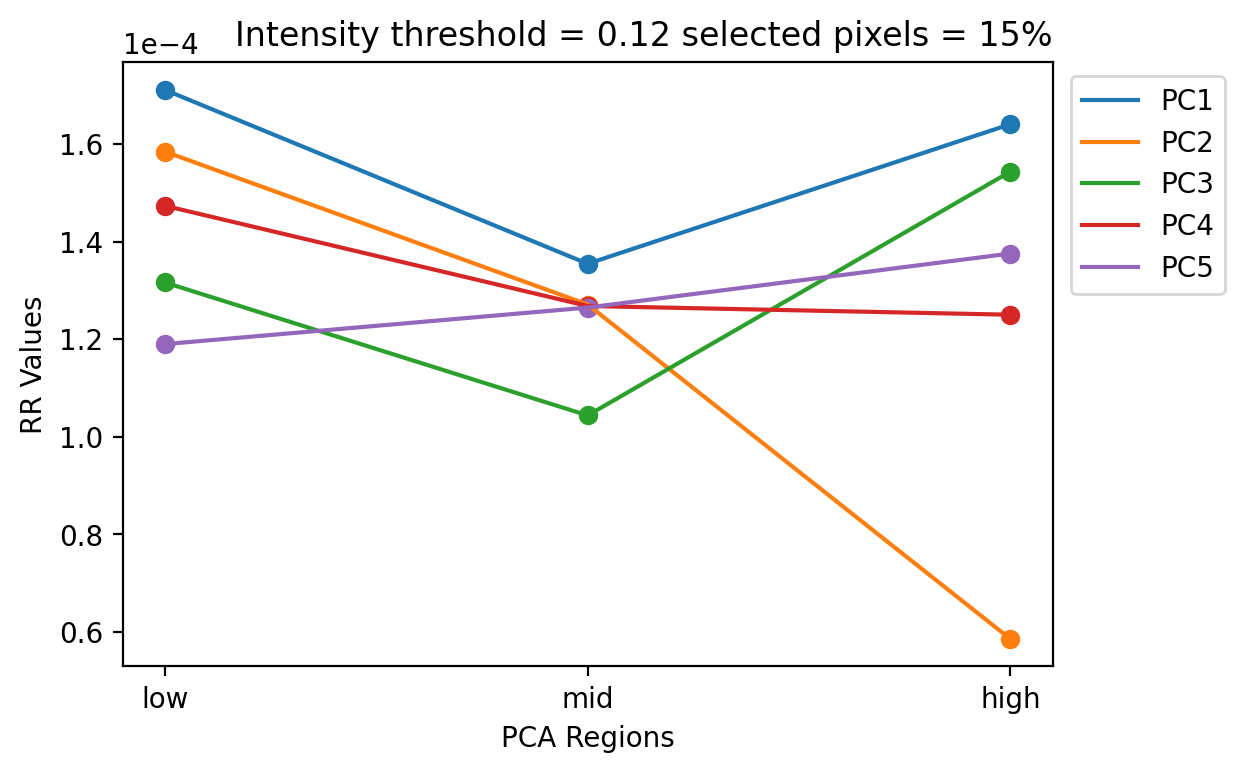 Intensity threshold = 0.12 selected pixels = 15%
1e−4
1.6
1.4
1.2
1.0
0.8
0.6
RR Values
low
mid
high
PCA Regions
PC1
PC2
PC3
PC4
PC5